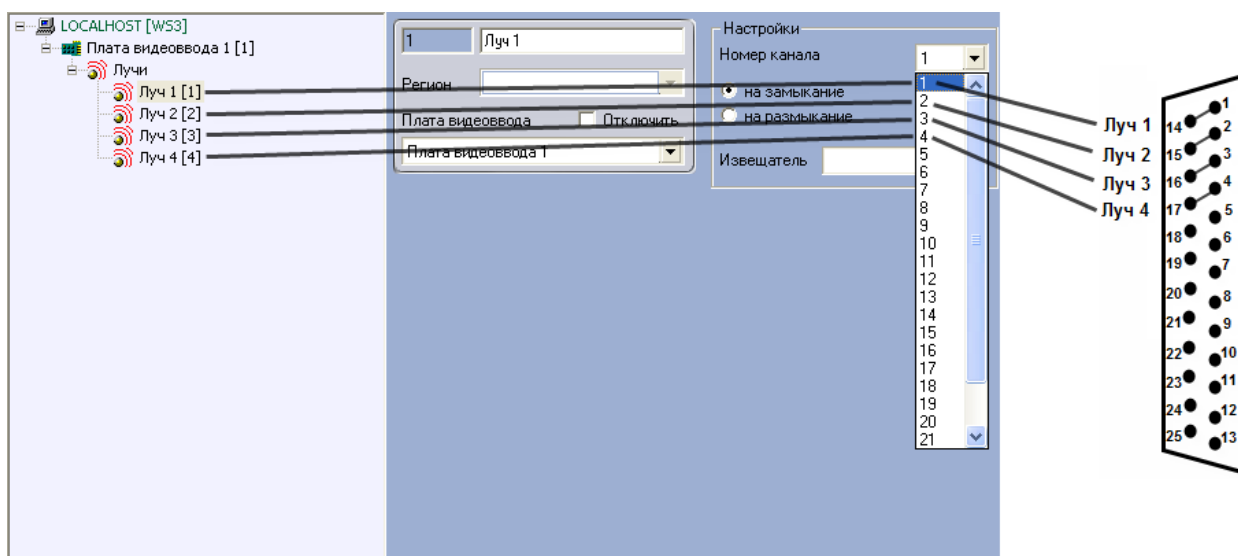 LOCALHOST [WS3]
Плата видеоввода 1 [1]
Лучи
Луч 1 [1]
Луч 2 [2]
Луч 3 [3]
Луч 4 [4]
1 Луч 1
Регион
Плата видеоввода Отключить
Плата видеоввода 1
Настройки
Номер канала 1
на замыкание
на размыкание
Извещатель
1
2
3
4
5
6
7
8
9
10
11
12
13
14
15
16
17
18
19
20
21
Луч 1
Луч 2
Луч 3
Луч 4
1
14
2
15
3
16
4
17
5
18
6
19
7
20
8
21
9
22
10
23
11
24
12
25
13